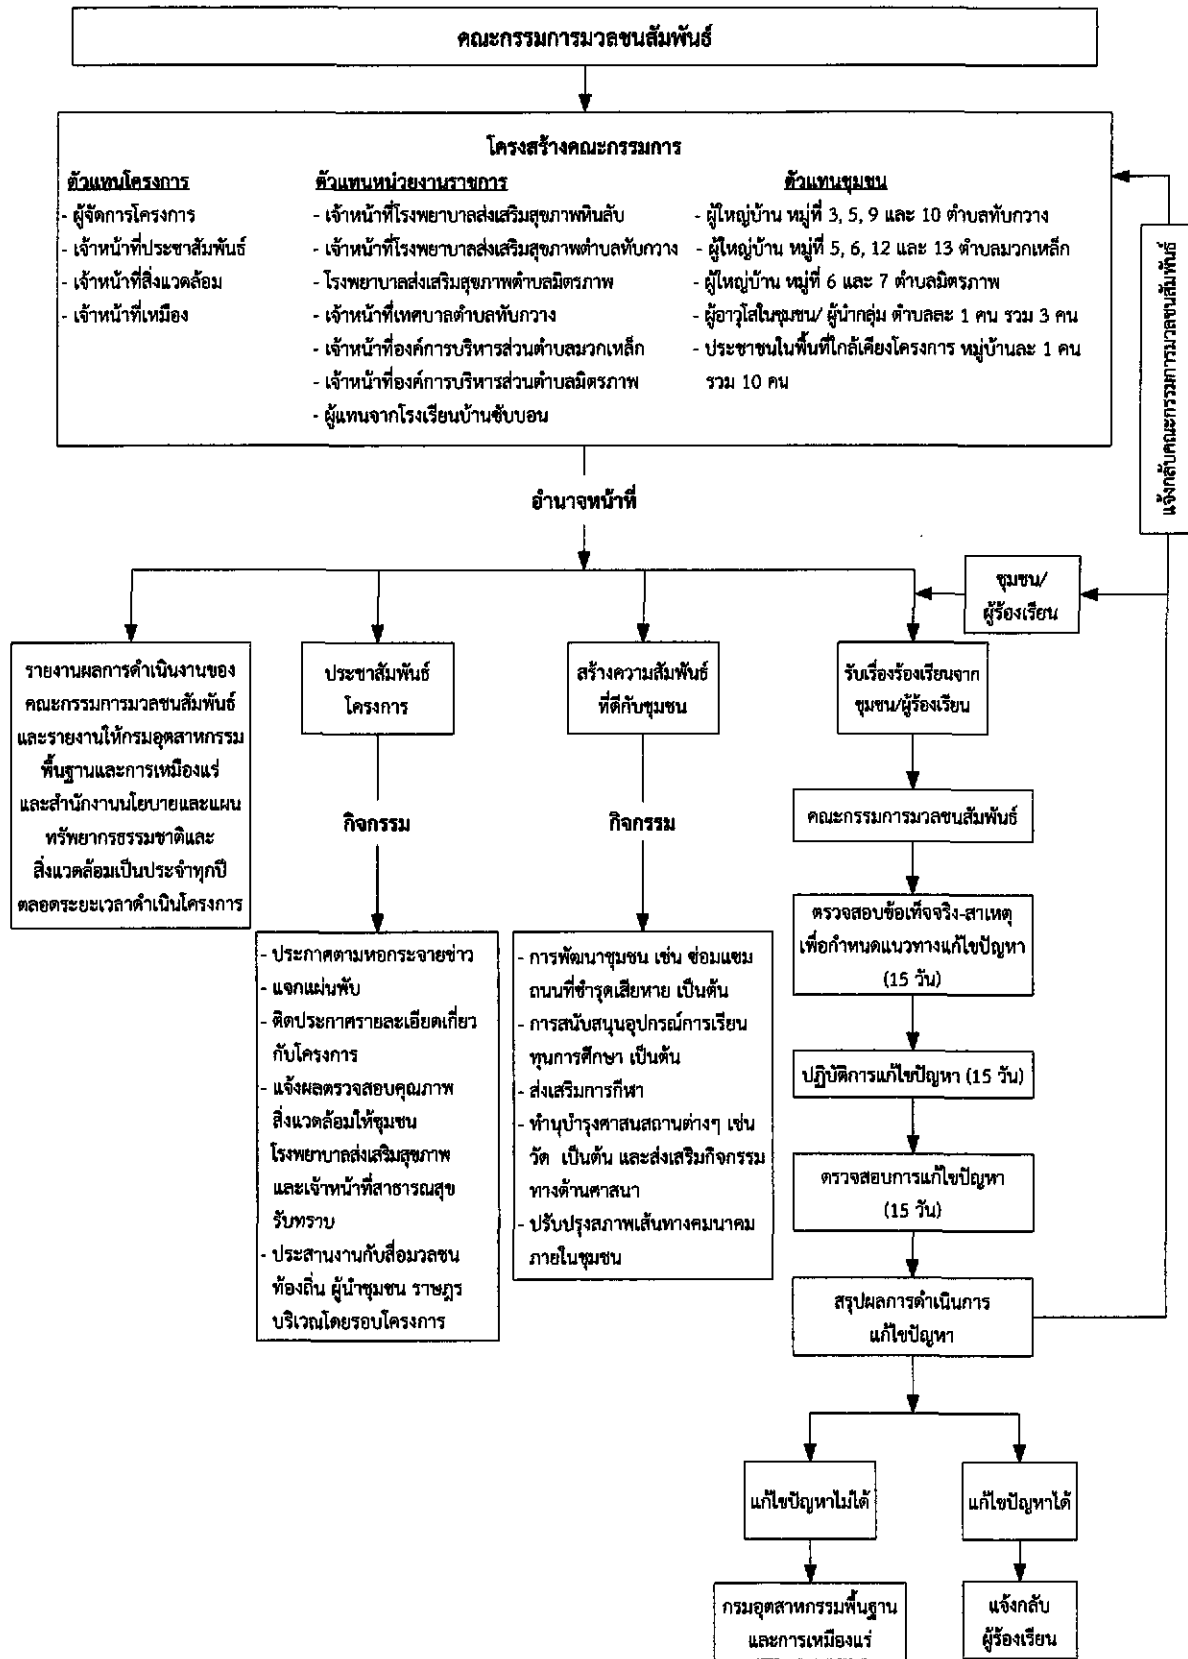 คณะกรรมการมวลชนสัมพันธ์
โครงสร้างคณะกรรมการ
ตัวแทนโครงการ
- ผู้จัดการโครงการ
- เจ้าหน้าที่ประชาสัมพันธ์
- เจ้าหน้าที่สิ่งแวดล้อม
- เจ้าหน้าที่เหมือง
ตัวแทนหน่วยงานราชการ
- เจ้าหน้าที่โรงพยาบาลส่งเสริมสุขภาพหินลับ
- เจ้าหน้าที่โรงพยาบาลส่งเสริมสุขภาพตำบลทับกวาง
- โรงพยาบาลส่งเสริมสุขภาพตำบลมิตรภาพ
- เจ้าหน้าที่เทศบาลตำบลทับกวาง
- เจ้าหน้าที่องค์การบริหารส่วนตำบลมวกเหล็ก
- เจ้าหน้าที่องค์การบริหารส่วนตำบลมิตรภาพ
- ผู้แทนจากโรงเรียนบ้านซับบอน
ตัวแทนชุมชน
- ผู้ใหญ่บ้าน หมู่ที่ 3, 5, 9 และ 10 ตำบลทับกวาง
- ผู้ใหญ่บ้าน หมู่ที่ 5, 6, 12 และ 13 ตำบลมวกเหล็ก
- ผู้ใหญ่บ้าน หมู่ที่ 6 และ 7 ตำบลมิตรภาพ
- ผู้อาวุโสในชุมชน/ ผู้นำกลุ่ม ตำบลละ 1 คน รวม 3 คน
- ประชาชนในพื้นที่ใกล้เคียงโครงการ หมู่บ้านละ 1 คน
รวม 10 คน
แจ้งกลับคณะกรรมการมวลชนสัมพันธ์
อำนาจหน้าที่
ชุมชน/
ผู้ร้องเรียน
รายงานผลการดำเนินงานของ
คณะกรรมการมวลชนสัมพันธ์
และรายงานให้กรมอุตสาหกรรม
พื้นฐานและการเหมืองแร่
และสำนักงานนโยบายและแผน
ทรัพยากรธรรมชาติและ
สิ่งแวดล้อมเป็นประจำทุกปี
ตลอดระยะเวลาดำเนินโครงการ
ประชาสัมพันธ์
โครงการ
กิจกรรม
- ประกาศตามหอกระจายข่าว
- แจกแผ่นพับ
- ติดประกาศรายละเอียดเกี่ยว
กับโครงการ
- แจ้งผลตรวจสอบคุณภาพ
สิ่งแวดล้อมให้ชุมชน
โรงพยาบาลส่งเสริมสุขภาพ
และเจ้าหน้าที่สาธารณสุข
รับทราบ
- ประสานงานกับสื่อมวลชน
ท้องถิ่น ผู้นำชุมชน ราษฎร
บริเวณโดยรอบโครงการ
สร้างความสัมพันธ์
ที่ดีกับชุมชน
กิจกรรม
- การพัฒนาชุมชน เช่น ซ่อมแซม
ถนนที่ชำรุดเสียหาย เป็นต้น
- การสนับสนุนอุปกรณ์การเรียน
ทุนการศึกษา เป็นต้น
- ส่งเสริมการกีฬา
- ทำนุบำรุงศาสนสถานต่างๆ เช่น
วัด เป็นต้น และส่งเสริมกิจกรรม
ทางด้านศาสนา
- ปรับปรุงสภาพเส้นทางคมนาคม
ภายในชุมชน
รับเรื่องร้องเรียนจาก
ชุมชน/ผู้ร้องเรียน
คณะกรรมการมวลชนสัมพันธ์
ตรวจสอบข้อเท็จจริง-สาเหตุ
เพื่อกำหนดแนวทางแก้ไขปัญหา
(15 วัน)
ปฏิบัติการแก้ไขปัญหา (15 วัน)
ตรวจสอบการแก้ไขปัญหา
(15 วัน)
สรุปผลการดำเนินการ
แก้ไขปัญหา
แก้ไขปัญหาไม่ได้
แก้ไขปัญหาได้
กรมอุตสาหกรรมพื้นฐาน
และการเหมืองแร่
แจ้งกลับ
ผู้ร้องเรียน